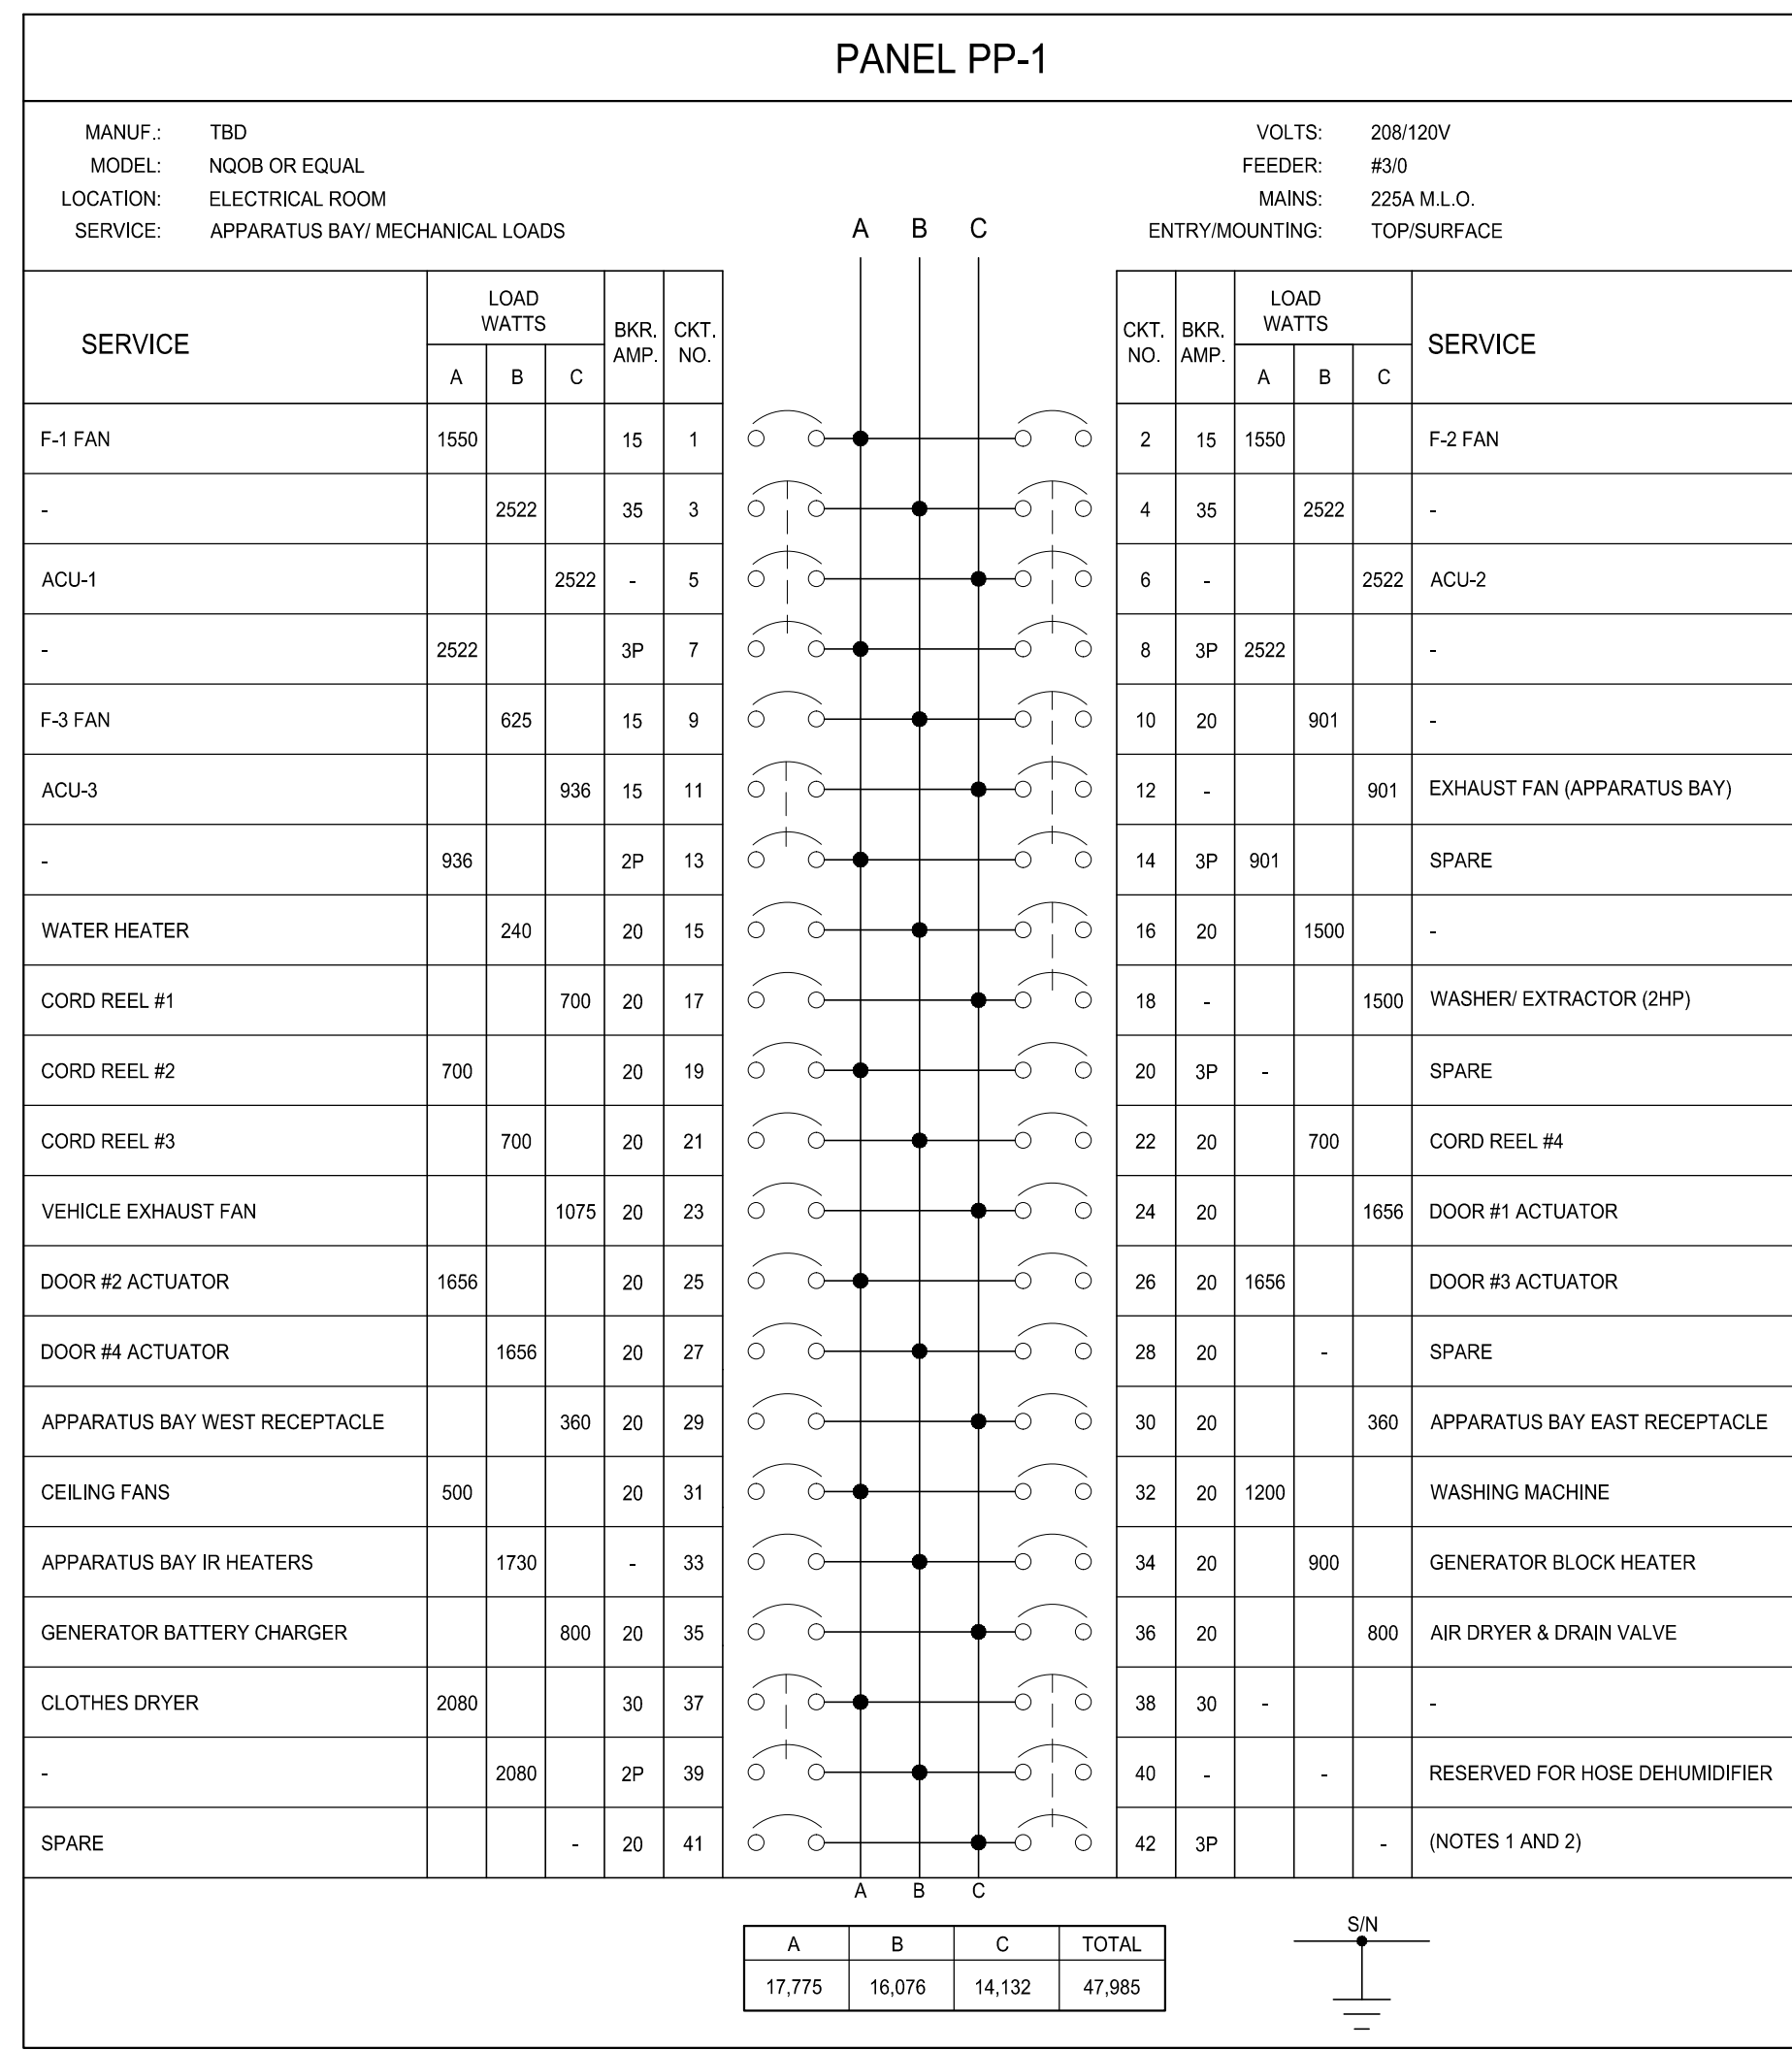 PANEL PP-1
MANUF.: TBD
MODEL: NQOB OR EQUAL
LOCATION: ELECTRICAL ROOM
SERVICE: APPARATUS BAY/ MECHANICAL LOADS
VOLTS: 208/120V
FEEDER: #3/0
MAINS: 225A M.L.O.
ENTRY/MOUNTING: TOP/SURFACE
A B C
SERVICE LOAD WATTS A B C BKR. AMP. CKT. NO. CKT. NO. BKR. AMP. LOAD WATTS A B C SERVICE
F-1 FAN 1550 15 1 2 15 1550 F-2 FAN
- 2522 35 3 4 35 2522 -
ACU-1 2522 - 5 6 - 2522 ACU-2
- 2522 3P 7 8 3P 2522 -
F-3 FAN 625 15 9 10 20 901 -
ACU-3 936 15 11 12 - 901 EXHAUST FAN (APPARATUS BAY)
- 936 2P 13 14 3P 901 SPARE
WATER HEATER 240 20 15 16 20 1500 -
CORD REEL #1 700 20 17 18 - 1500 WASHER/ EXTRACTOR (2HP)
CORD REEL #2 700 20 19 20 3P - SPARE
CORD REEL #3 700 20 21 22 20 700 CORD REEL #4
VEHICLE EXHAUST FAN 1075 20 23 24 20 1656 DOOR #1 ACTUATOR
DOOR #2 ACTUATOR 1656 20 25 26 20 1656 DOOR #3 ACTUATOR
DOOR #4 ACTUATOR 1656 20 27 28 20 - SPARE
APPARATUS BAY WEST RECEPTACLE 360 20 29 30 20 360 APPARATUS BAY EAST RECEPTACLE
CEILING FANS 500 20 31 32 20 1200 WASHING MACHINE
APPARATUS BAY IR HEATERS 1730 - 33 34 20 900 GENERATOR BLOCK HEATER
GENERATOR BATTERY CHARGER 800 20 35 36 20 800 AIR DRYER & DRAIN VALVE
CLOTHES DRYER 2080 30 37 38 30 - -
- 2080 2P 39 40 - - RESERVED FOR HOSE DEHUMIDIFIER
SPARE - 20 41 42 3P - (NOTES 1 AND 2)
A B C
A B C TOTAL
17,775 16,076 14,132 47,985
S/N